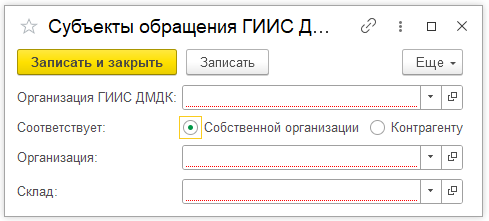 Субъекты обращения ГИИС Д...
Записать и закрыть Записать Еще
Организация ГИИС ДМДК:
Соответствует: Собственной организации Контрагенту
Организация:
Склад: